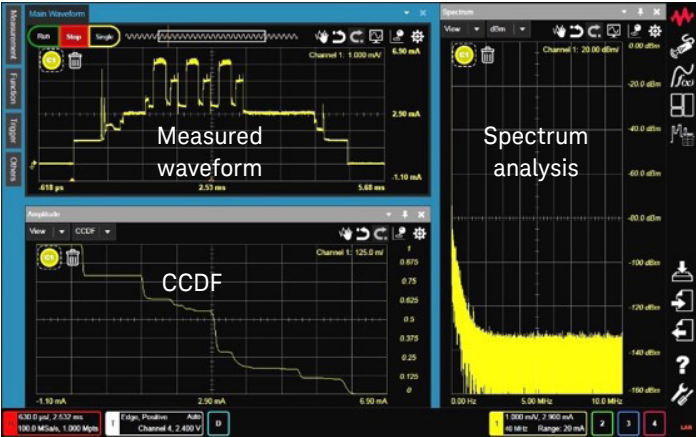 Main Waveform
Run Stop Single
Channel 1: 1.000 mA/
6.90 mA
C1
2.90 mA
Measured
waveform
-1.10 mA
-618 µs 2.53 ms 5.68 ms
Measurement
Function
Trigger
Others
Amplitude
View CCDF
Channel 1: 125.0 m/
1
C1
0.875
0.75
CCDF
0.625
0.5
0.375
0.25
0.125
0
-1.10 mA 2.90 mA 6.90 mA
Spectrum
View dBm
Channel 1: 20.00 dBm/
0.00 dBm
C1
-20.0 dBm
-40.0 dBm
Spectrum
analysis
-60.0 dBm
-80.0 dBm
-100 dBm
-120 dBm
-140 dBm
-160 dBm
0.00 Hz 5.00 MHz 10.0 MHz
f(x)
?
H 630.0 µs/, 2.532 ms
100.0 MSa/s, 1.000 Mpts
T Edge, Positive Auto
Channel 4, 2.400 V
D
1 1.000 mA/, 2.900 mA
40 MHz Range: 20 mA
2 3 4
LAN